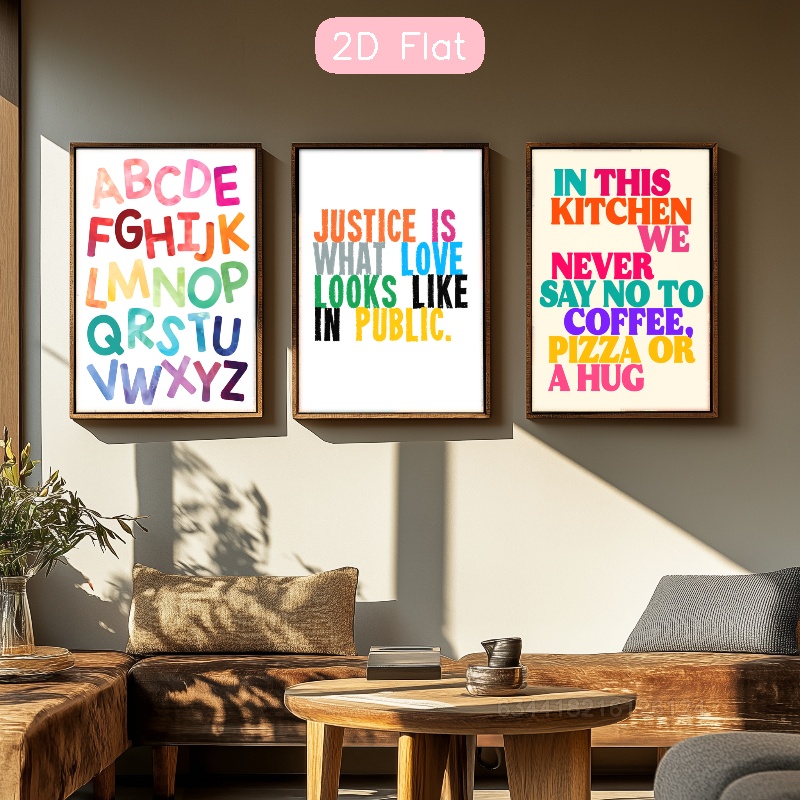 2D Flat
ABCDE
FGHIJK
LMNOP
QRSTU
VWXYZ
JUSTICE IS
WHAT LOVE
LOOKS LIKE
IN PUBLIC.
IN THIS
KITCHEN
WE
NEVER
SAY NO TO
COFFEE,
PIZZA OR
A HUG